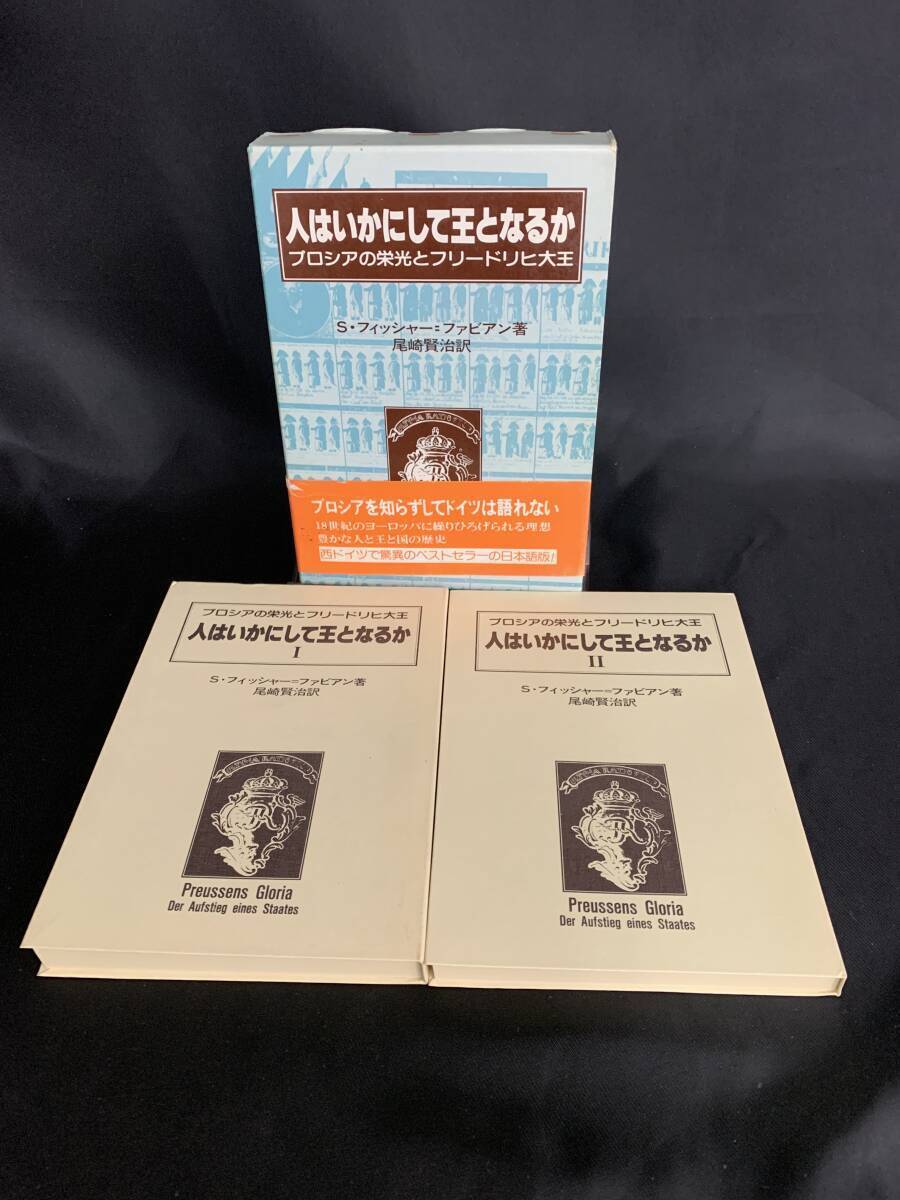 人はいかにして王となるか
プロシアの栄光とフリードリヒ大王
S・フィッシャー=ファビアン著
尾崎賢治訳
プロシアを知らずしてドイツは語れない
18世紀のヨーロッパに繰りひろげられる理想
豊かな人と王と国の歴史
西ドイツで驚異のベストセラーの日本語版!
プロシアの栄光とフリードリヒ大王
人はいかにして王となるか
I
S・フィッシャー=ファビアン著
尾崎賢治訳
Preussens Gloria
Der Aufstieg eines Staates
プロシアの栄光とフリードリヒ大王
人はいかにして王となるか
II
S・フィッシャー=ファビアン著
尾崎賢治訳
Preussens Gloria
Der Aufstieg eines Staates